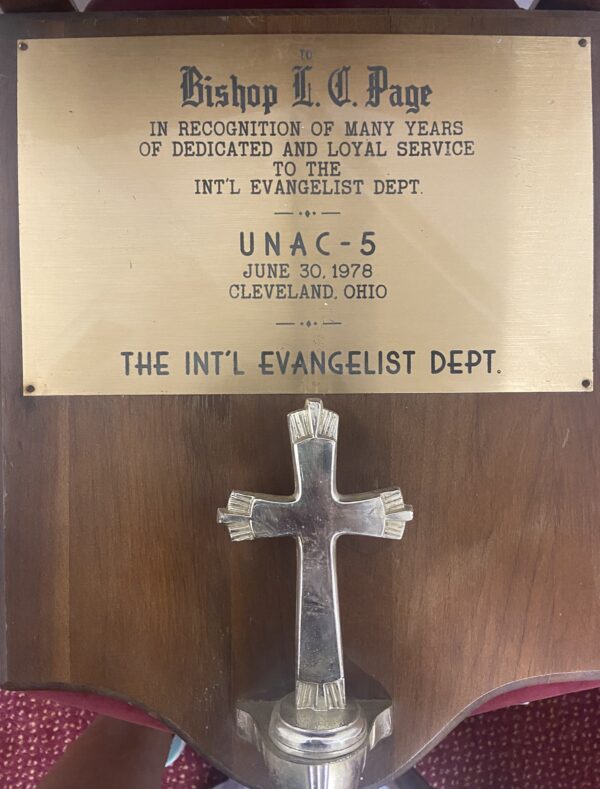 TO
Bishop L. C. Page
IN RECOGNITION OF MANY YEARS
OF DEDICATED AND LOYAL SERVICE
TO THE
INT'L EVANGELIST DEPT.
UNAC-5
JUNE 30, 1978
CLEVELAND, OHIO
THE INT'L EVANGELIST DEPT.